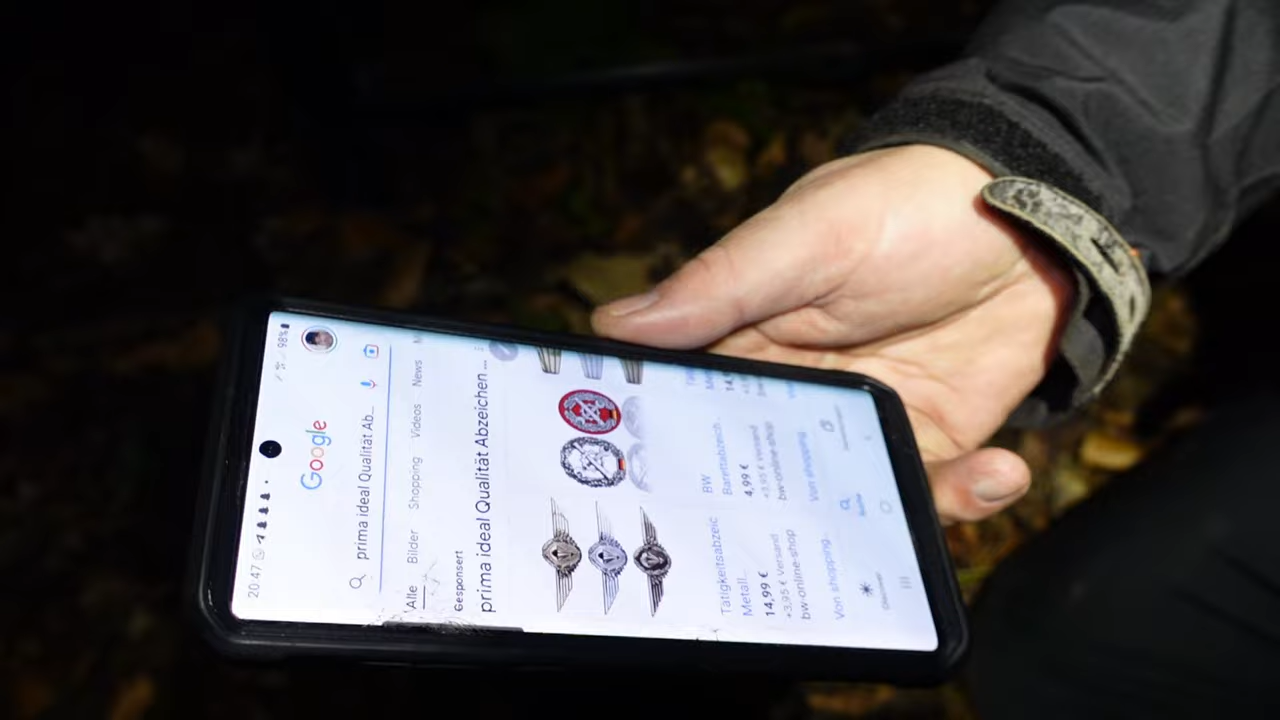 20:47
98%
Google
prima ideal Qualität Ab...
Alle Bilder Shopping Videos News
Gesponsert
prima ideal Qualität Abzeichen ...
Tätigkeitsabzeic
Metall...
14,99 €
+3,95 € Versand
bw-online-shop
Von shopping...
BW
Barettabzeich...
4,99 €
+3,95 € Versand
bw-online-shop
Von shopping